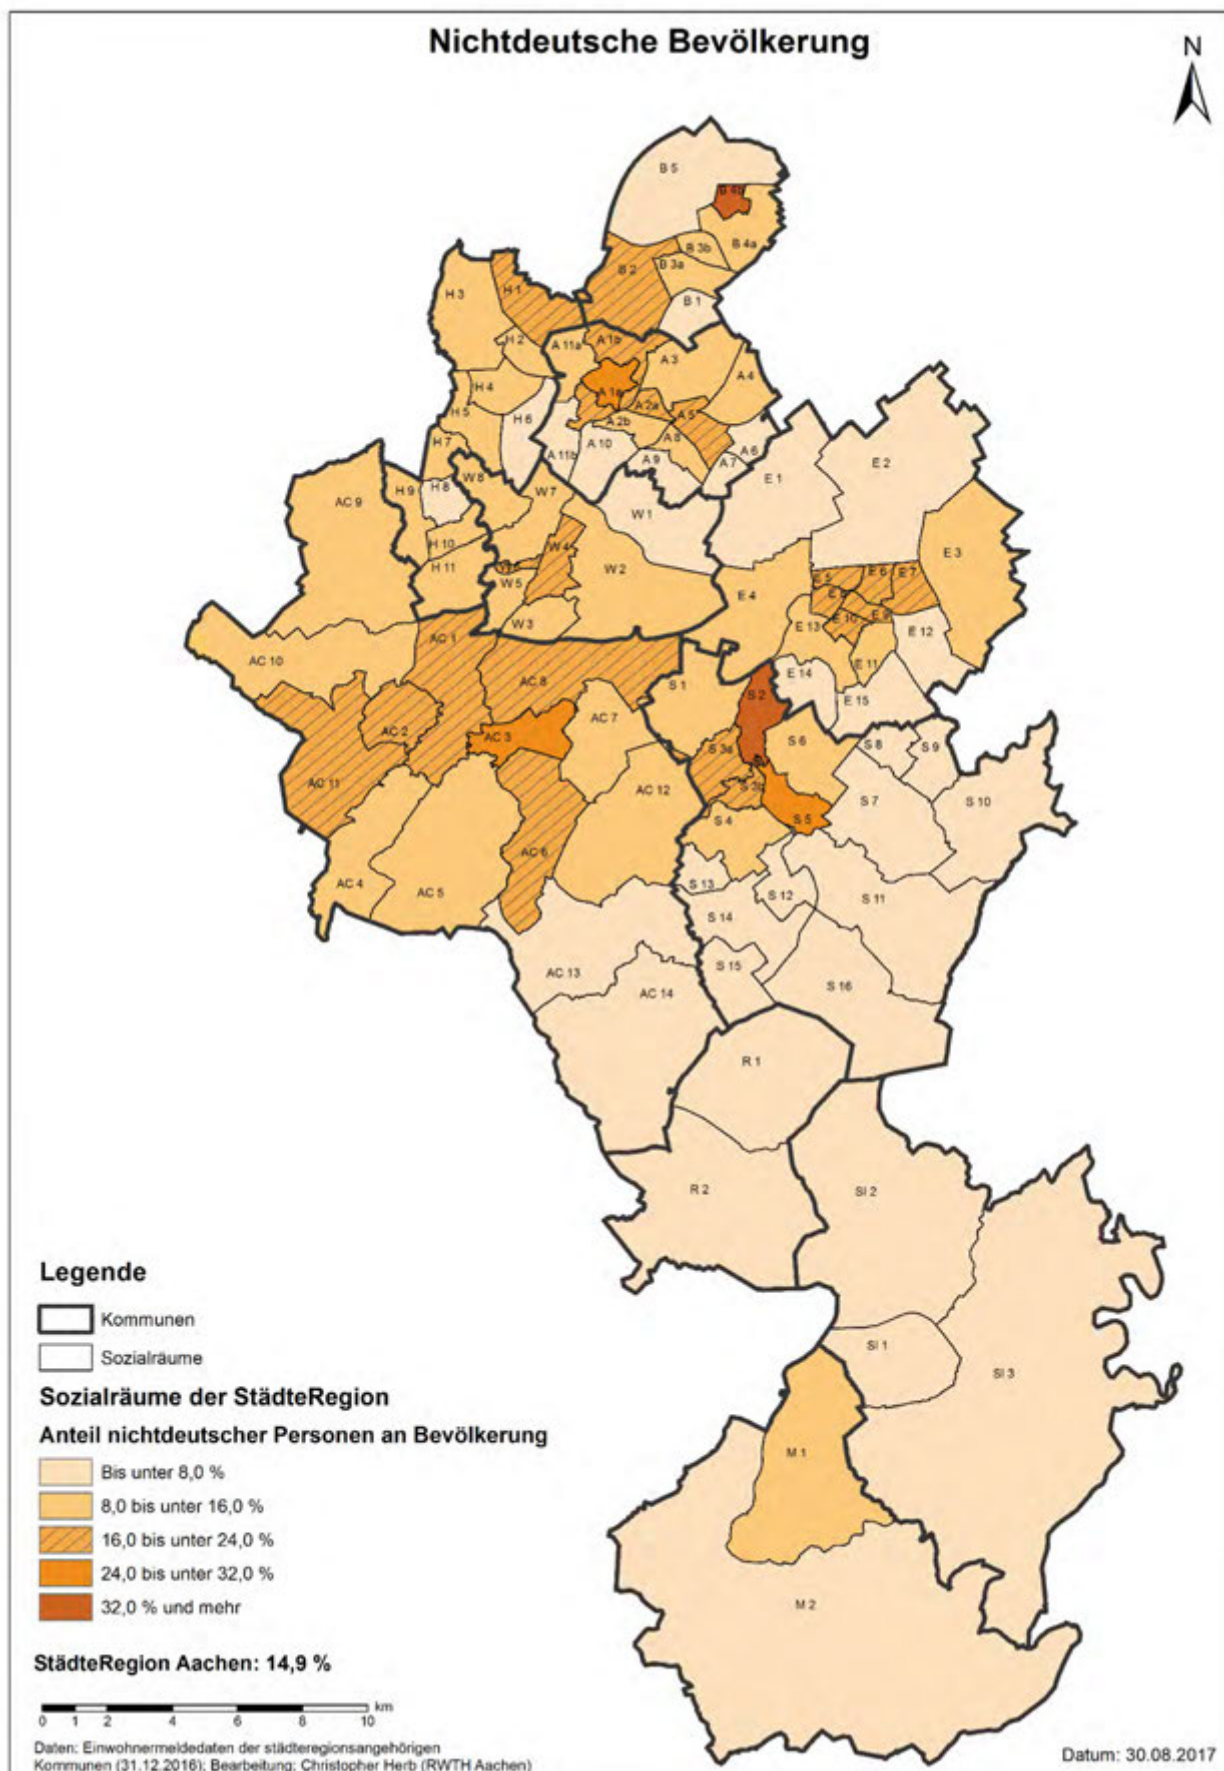 Nichtdeutsche Bevölkerung
N
B 5
B 4b
B 4a
B 3b
B 3a
B 2
B 1
H 3
H 1
H 2
H 4
H 5
H 6
H 7
H 8
H 9
H 10
H 11
A 11a
A 1b
A 3
A 4
A 1a
A 2a
A 5
A 2b
A 8
A 6
A 7
A 9
A 10
A 11b
W 8
W 7
W 1
W 4
W 2
W 5
W 3
E 1
E 2
E 3
E 4
E 5
E 6
E 7
E 9
E 10
E 13
E 11
E 12
E 14
E 15
AC 9
AC 10
AC 1
AC 8
AC 2
AC 3
AC 7
AC 11
AC 12
AC 6
AC 4
AC 5
AC 13
AC 14
S 1
S 2
S 3a
S 3b
S 6
S 8
S 9
S 7
S 10
S 5
S 4
S 13
S 12
S 11
S 14
S 15
S 16
R 1
R 2
SI 2
SI 1
SI 3
M 1
M 2
Legende
Kommunen
Sozialräume
Sozialräume der StädteRegion
Anteil nichtdeutscher Personen an Bevölkerung
Bis unter 8,0 %
8,0 bis unter 16,0 %
16,0 bis unter 24,0 %
24,0 bis unter 32,0 %
32,0 % und mehr
StädteRegion Aachen: 14,9 %
km
0 1 2 4 6 8 10
Daten: Einwohnermeldedaten der städteregionsangehörigen
Kommunen (31.12.2016); Bearbeitung: Christopher Herb (RWTH Aachen)
Datum: 30.08.2017